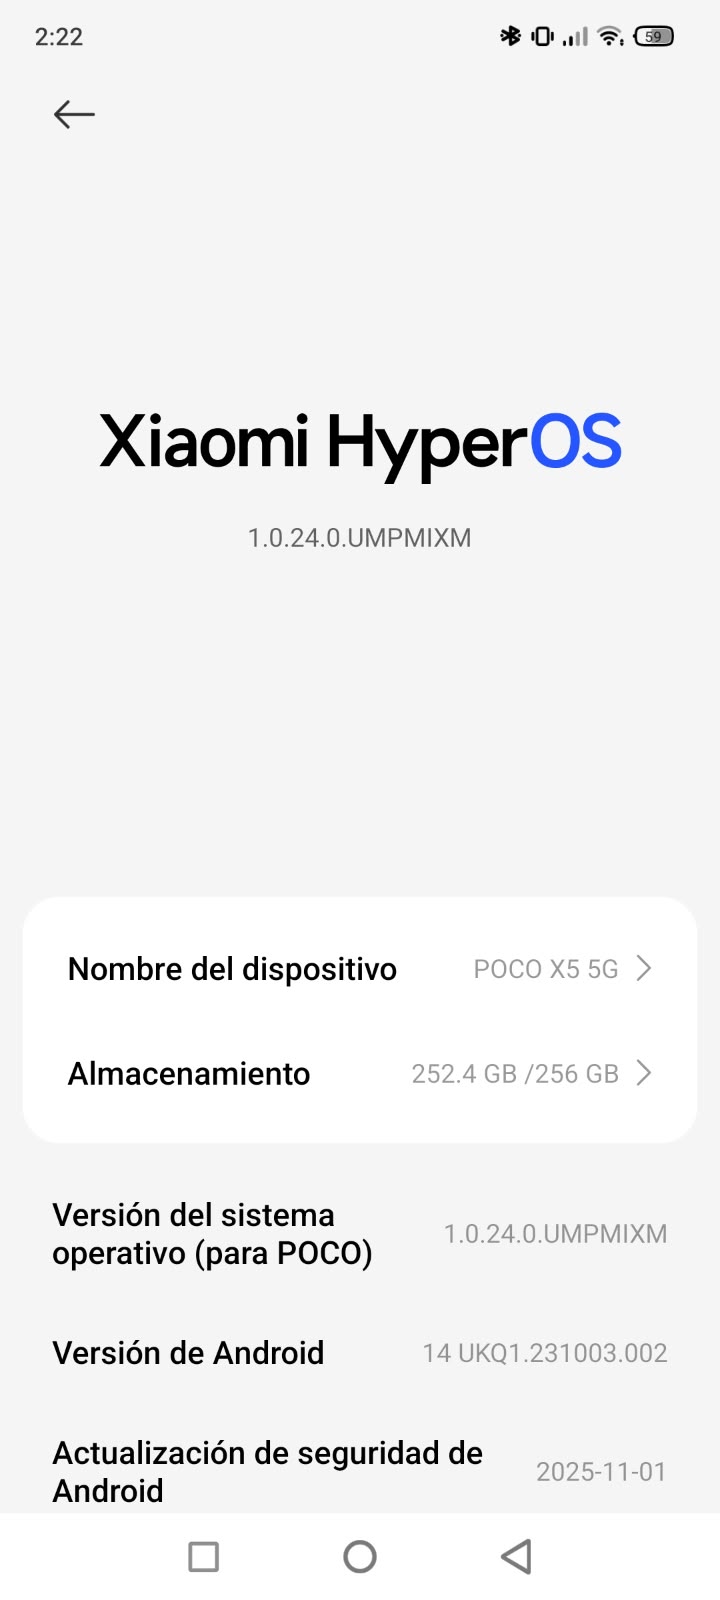 2:22
59
Xiaomi HyperOS
1.0.24.0.UMPMIXM
Nombre del dispositivo POCO X5 5G
Almacenamiento 252.4 GB /256 GB
Versión del sistema
operativo (para POCO) 1.0.24.0.UMPMIXM
Versión de Android 14 UKQ1.231003.002
Actualización de seguridad de
Android 2025-11-01